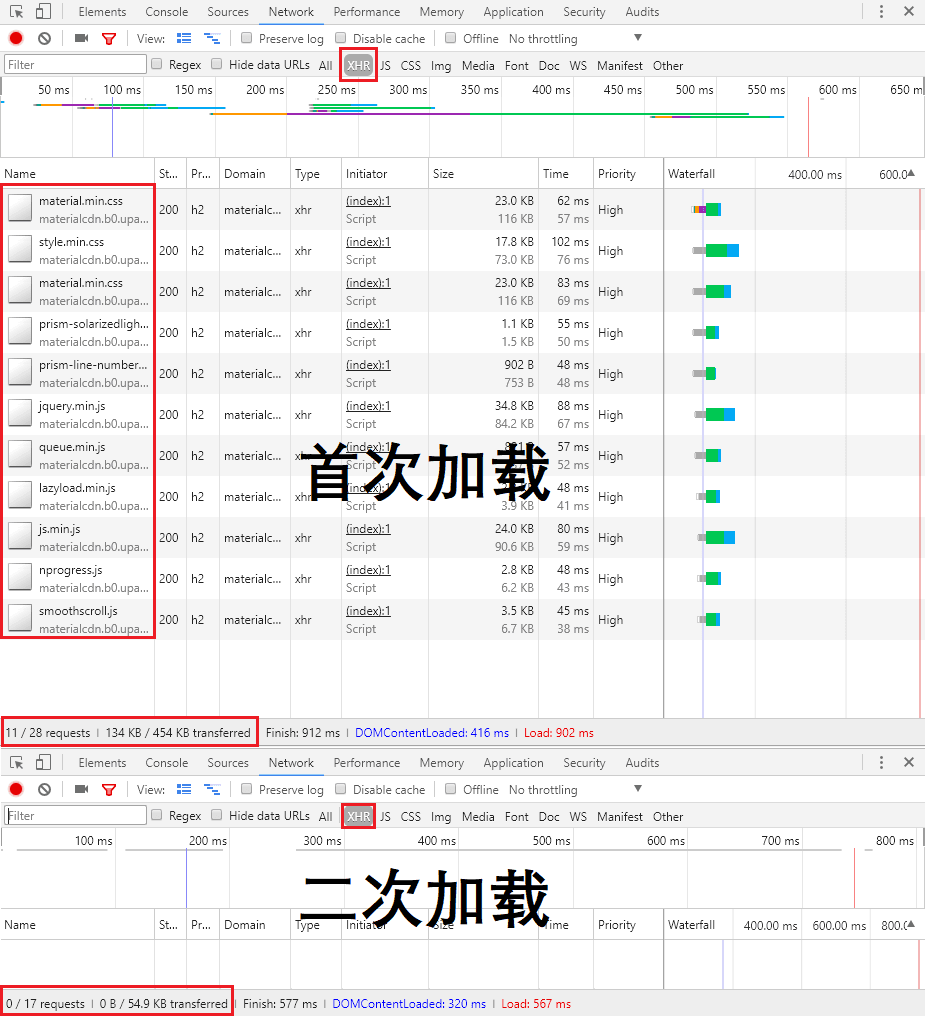 Elements Console Sources Network Performance Memory Application Security Audits
View: Preserve log Disable cache Offline No throttling
Filter Regex Hide data URLs All XHR JS CSS Img Media Font Doc WS Manifest Other
50 ms 100 ms 150 ms 200 ms 250 ms 300 ms 350 ms 400 ms 450 ms 500 ms 550 ms 600 ms 650 m
Name St... Pr... Domain Type Initiator Size Time Priority Waterfall 400.00 ms 600.0
material.min.css (index):1 23.0 KB 62 ms
materialcdn.b0.upa... 200 h2 materialc... xhr Script 116 KB 57 ms High
style.min.css (index):1 17.8 KB 102 ms
materialcdn.b0.upa... 200 h2 materialc... xhr Script 73.0 KB 76 ms High
material.min.css (index):1 23.0 KB 83 ms
materialcdn.b0.upa... 200 h2 materialc... xhr Script 116 KB 69 ms High
prism-solarizedligh... (index):1 1.1 KB 55 ms
materialcdn.b0.upa... 200 h2 materialc... xhr Script 1.5 KB 50 ms High
prism-line-number... (index):1 902 B 48 ms
materialcdn.b0.upa... 200 h2 materialc... xhr Script 753 B 48 ms High
jquery.min.js (index):1 34.8 KB 88 ms
materialcdn.b0.upa... 200 h2 materialc... xhr Script 84.2 KB 67 ms High
queue.min.js (index):1 57 ms
materialcdn.b0.upa... 200 h2 materialc... xhr Script 52 ms High
首次加载
lazyload.min.js (index):1 48 ms
materialcdn.b0.upa... 200 h2 materialc... xhr Script 3.9 KB 41 ms High
js.min.js (index):1 24.0 KB 80 ms
materialcdn.b0.upa... 200 h2 materialc... xhr Script 90.6 KB 59 ms High
nprogress.js (index):1 2.8 KB 48 ms
materialcdn.b0.upa... 200 h2 materialc... xhr Script 6.2 KB 43 ms High
smoothscroll.js (index):1 3.5 KB 45 ms
materialcdn.b0.upa... 200 h2 materialc... xhr Script 6.7 KB 38 ms High
11 / 28 requests | 134 KB / 454 KB transferred Finish: 912 ms | DOMContentLoaded: 416 ms | Load: 902 ms
Elements Console Sources Network Performance Memory Application Security Audits
View: Preserve log Disable cache Offline No throttling
Filter Regex Hide data URLs All XHR JS CSS Img Media Font Doc WS Manifest Other
100 ms 200 ms 300 ms 400 ms 500 ms 600 ms 700 ms 800 ms
二次加载
Name St... Pr... Domain Type Initiator Size Time Priority Waterfall 400.00 ms 600.00 ms 800.0
0 / 17 requests | 0 B / 54.9 KB transferred Finish: 577 ms | DOMContentLoaded: 320 ms | Load: 567 ms